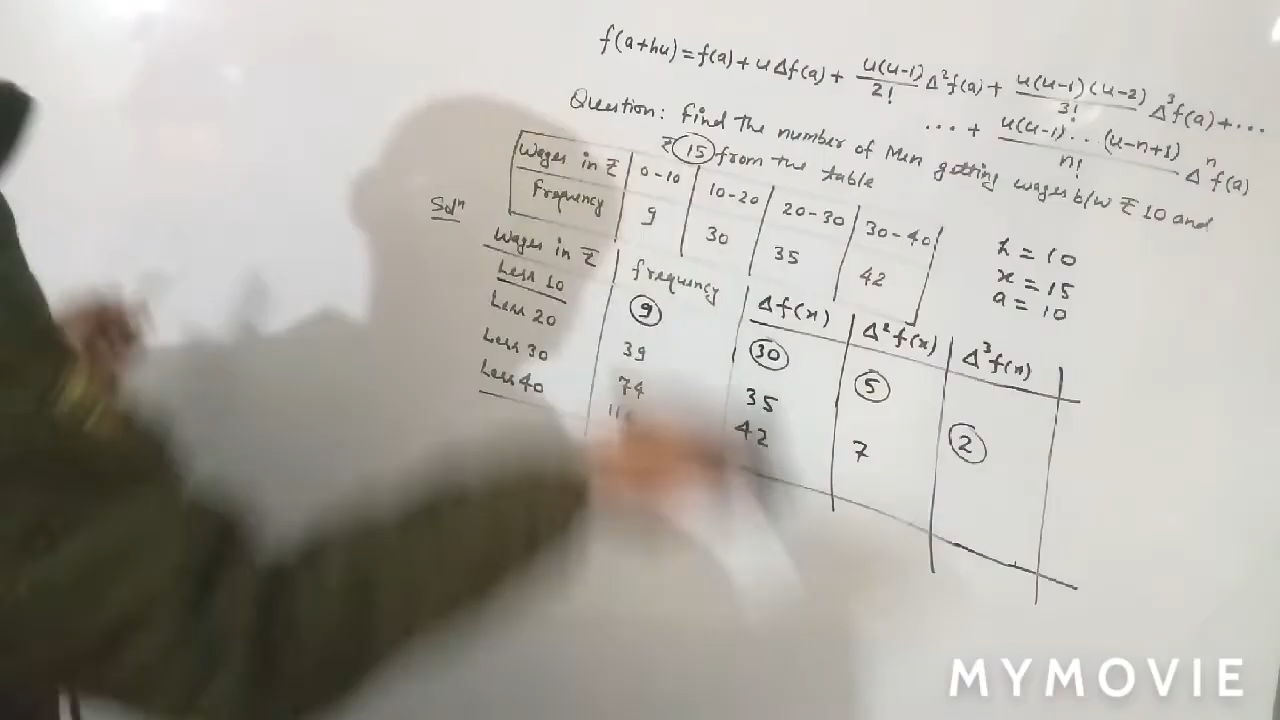 f(a+hu) = f(a) + u Δf(a) + u(u-1)/2! Δ²f(a) + u(u-1)(u-2)/3! Δ³f(a) + ...
... + u(u-1)...(u-n+1)/n! Δⁿf(a)
Question: Find the number of Men getting wages b/w ₹ 10 and
₹ 15 from the table
Wages in ₹ 0-10 10-20 20-30 30-40
Frequency 9 30 35 42
h = 10
x = 15
a = 10
Solⁿ
Wages in ₹ frequency Δf(x) Δ²f(x) Δ³f(x)
Less 10 9
30
Less 20 39 5
35 2
Less 30 74 7
42
Less 40
MYMOVIE